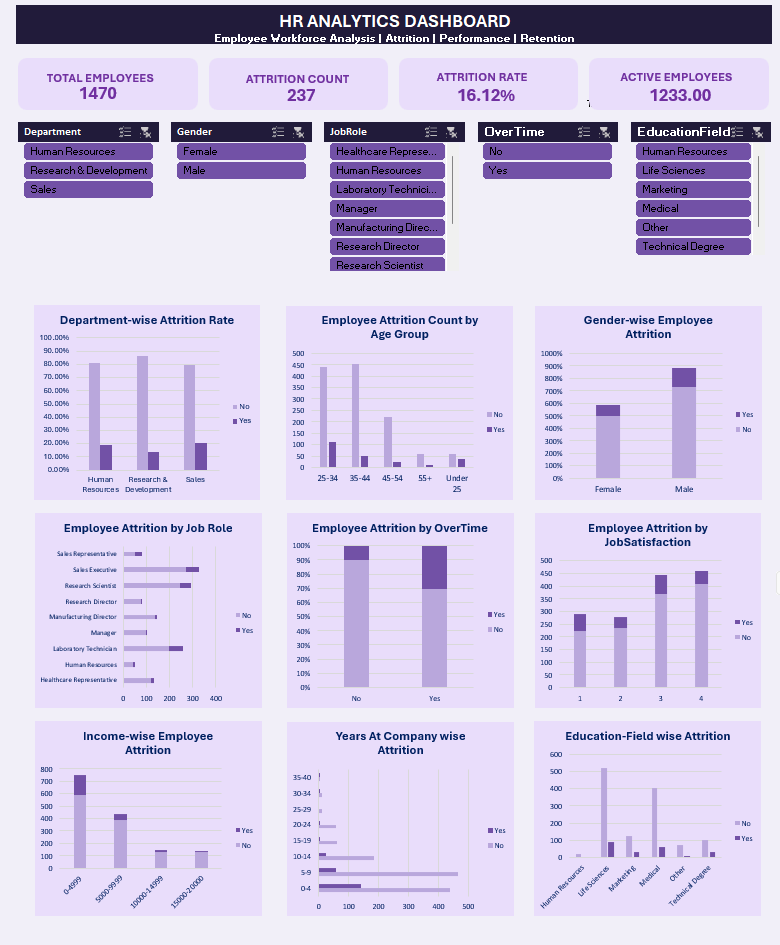 HR ANALYTICS DASHBOARD
Employee Workforce Analysis | Attrition | Performance | Retention
TOTAL EMPLOYEES
1470
ATTRITION COUNT
237
ATTRITION RATE
16.12%
ACTIVE EMPLOYEES
1233.00
Department
Human Resources
Research & Development
Sales
Gender
Female
Male
JobRole
Healthcare Represe...
Human Resources
Laboratory Technici...
Manager
Manufacturing Direc...
Research Director
Research Scientist
OverTime
No
Yes
EducationField
Human Resources
Life Sciences
Marketing
Medical
Other
Technical Degree
Department-wise Attrition Rate
100.00%
90.00%
80.00%
70.00%
60.00%
50.00%
40.00%
30.00%
20.00%
10.00%
0.00%
Human
Resources
Research &
Development
Sales
No
Yes
Employee Attrition Count by
Age Group
500
450
400
350
300
250
200
150
100
50
0
25-34
35-44
45-54
55+
Under
25
No
Yes
Gender-wise Employee
Attrition
1000%
900%
800%
700%
600%
500%
400%
300%
200%
100%
0%
Female
Male
Yes
No
Employee Attrition by Job Role
Sales Representative
Sales Executive
Research Scientist
Research Director
Manufacturing Director
Manager
Laboratory Technician
Human Resources
Healthcare Representative
0
100
200
300
400
No
Yes
Employee Attrition by OverTime
100%
90%
80%
70%
60%
50%
40%
30%
20%
10%
0%
No
Yes
Yes
No
Employee Attrition by
JobSatisfaction
500
450
400
350
300
250
200
150
100
50
0
1
2
3
4
Yes
No
Income-wise Employee
Attrition
800
700
600
500
400
300
200
100
0
0-4999
5000-9999
10000-14999
15000-20000
Yes
No
Years At Company wise
Attrition
35-40
30-34
25-29
20-24
15-19
10-14
5-9
0-4
0
100
200
300
400
500
Yes
No
Education-Field wise Attrition
600
500
400
300
200
100
0
Human Resources
Life Sciences
Marketing
Medical
Other
Technical Degree
No
Yes